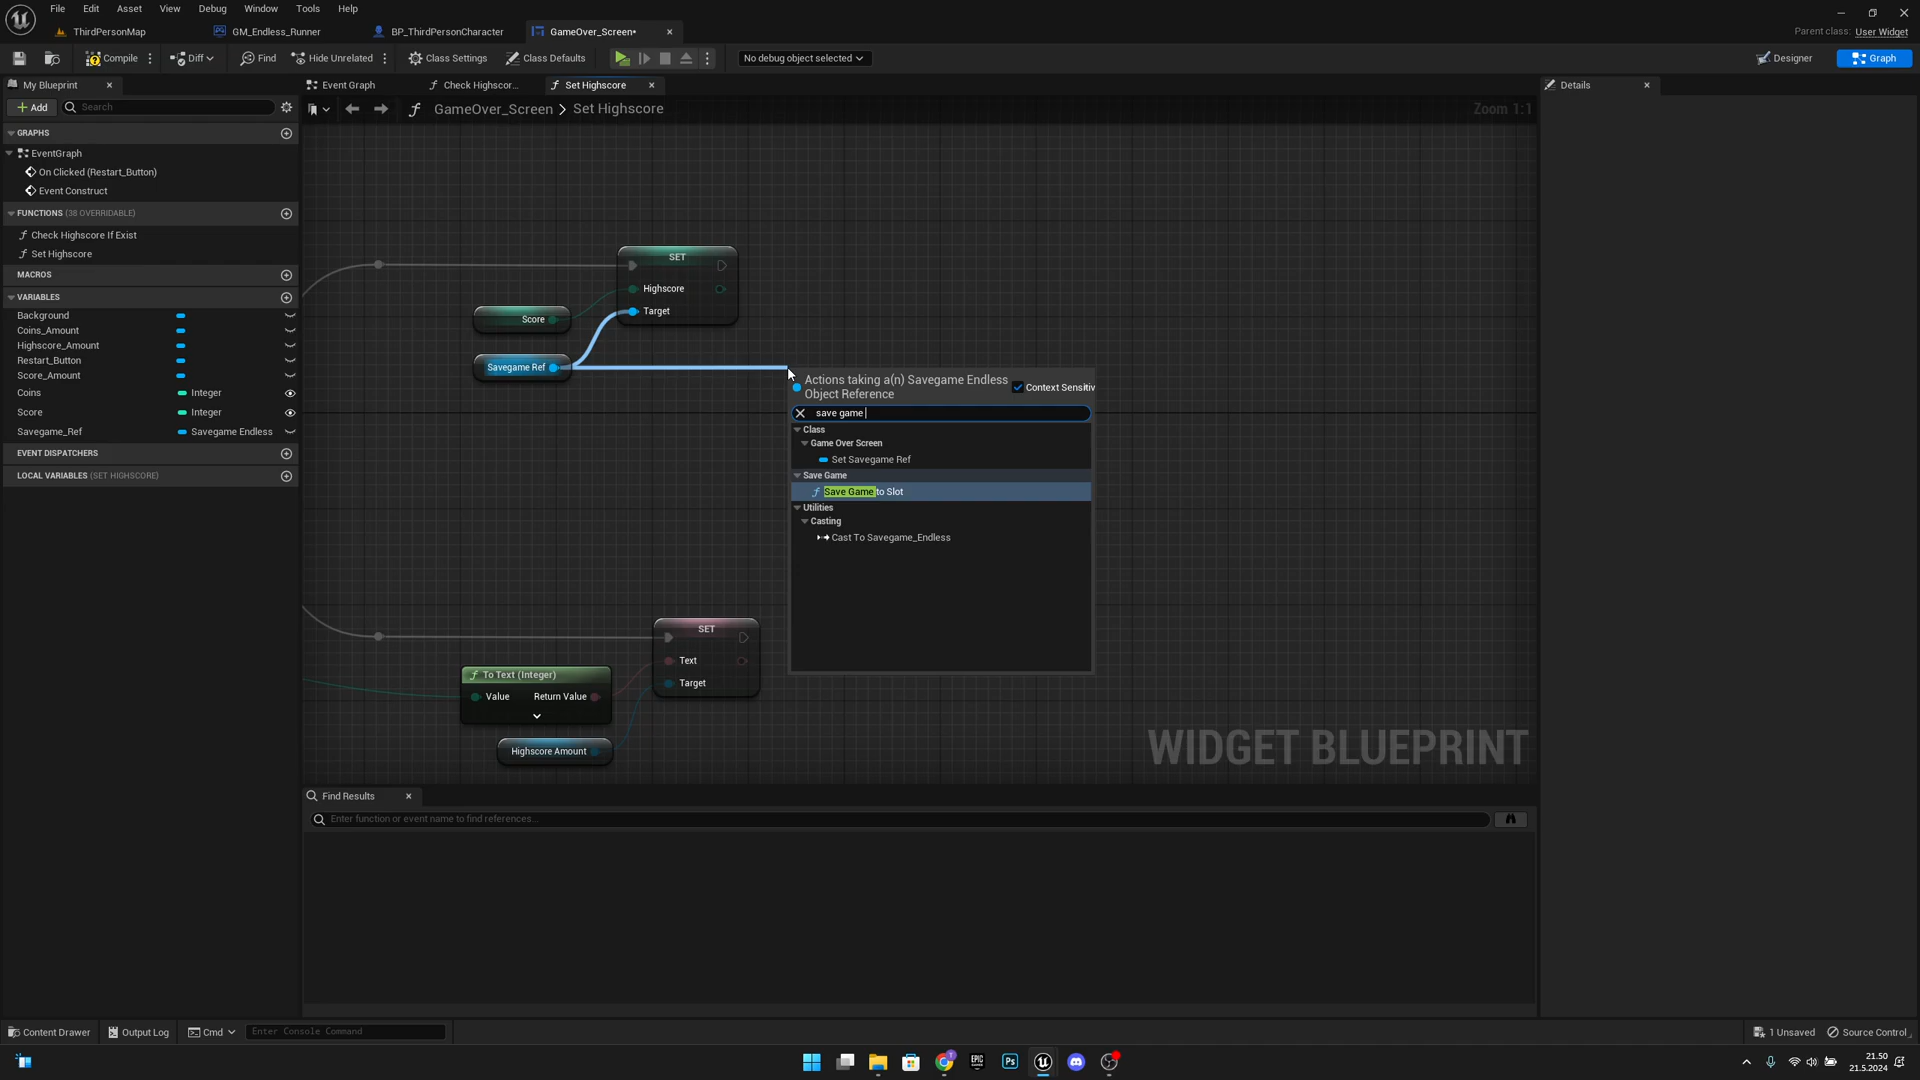 File Edit Asset View Debug Window Tools Help
ThirdPersonMap GM_Endless_Runner BP_ThirdPersonCharacter GameOver_Screen*
Parent class: User Widget
Compile Diff Find Hide Unrelated Class Settings Class Defaults No debug object selected Designer Graph
My Blueprint Event Graph Check Highscor... Set Highscore Details
Add Search GameOver_Screen > Set Highscore Zoom 1:1
GRAPHS
EventGraph
On Clicked (Restart_Button)
Event Construct
FUNCTIONS (38 OVERRIDABLE)
Check Highscore If Exist
Set Highscore
MACROS
VARIABLES
Background
Coins_Amount
Highscore_Amount
Restart_Button
Score_Amount
Coins Integer
Score Integer
Savegame_Ref Savegame Endless
EVENT DISPATCHERS
LOCAL VARIABLES (SET HIGHSCORE)
SET
Highscore
Target
Score
Savegame Ref
Actions taking a(n) Savegame Endless
Object Reference
Context Sensitiv
save game
Class
Game Over Screen
Set Savegame Ref
Save Game
Save Game to Slot
Utilities
Casting
Cast To Savegame_Endless
SET
Text
Target
To Text (Integer)
Value Return Value
Highscore Amount
WIDGET BLUEPRINT
Find Results
Enter function or event name to find references...
Content Drawer Output Log Cmd Enter Console Command 1 Unsaved Source Control
EPIC
Ps
21.50
21.5.2024